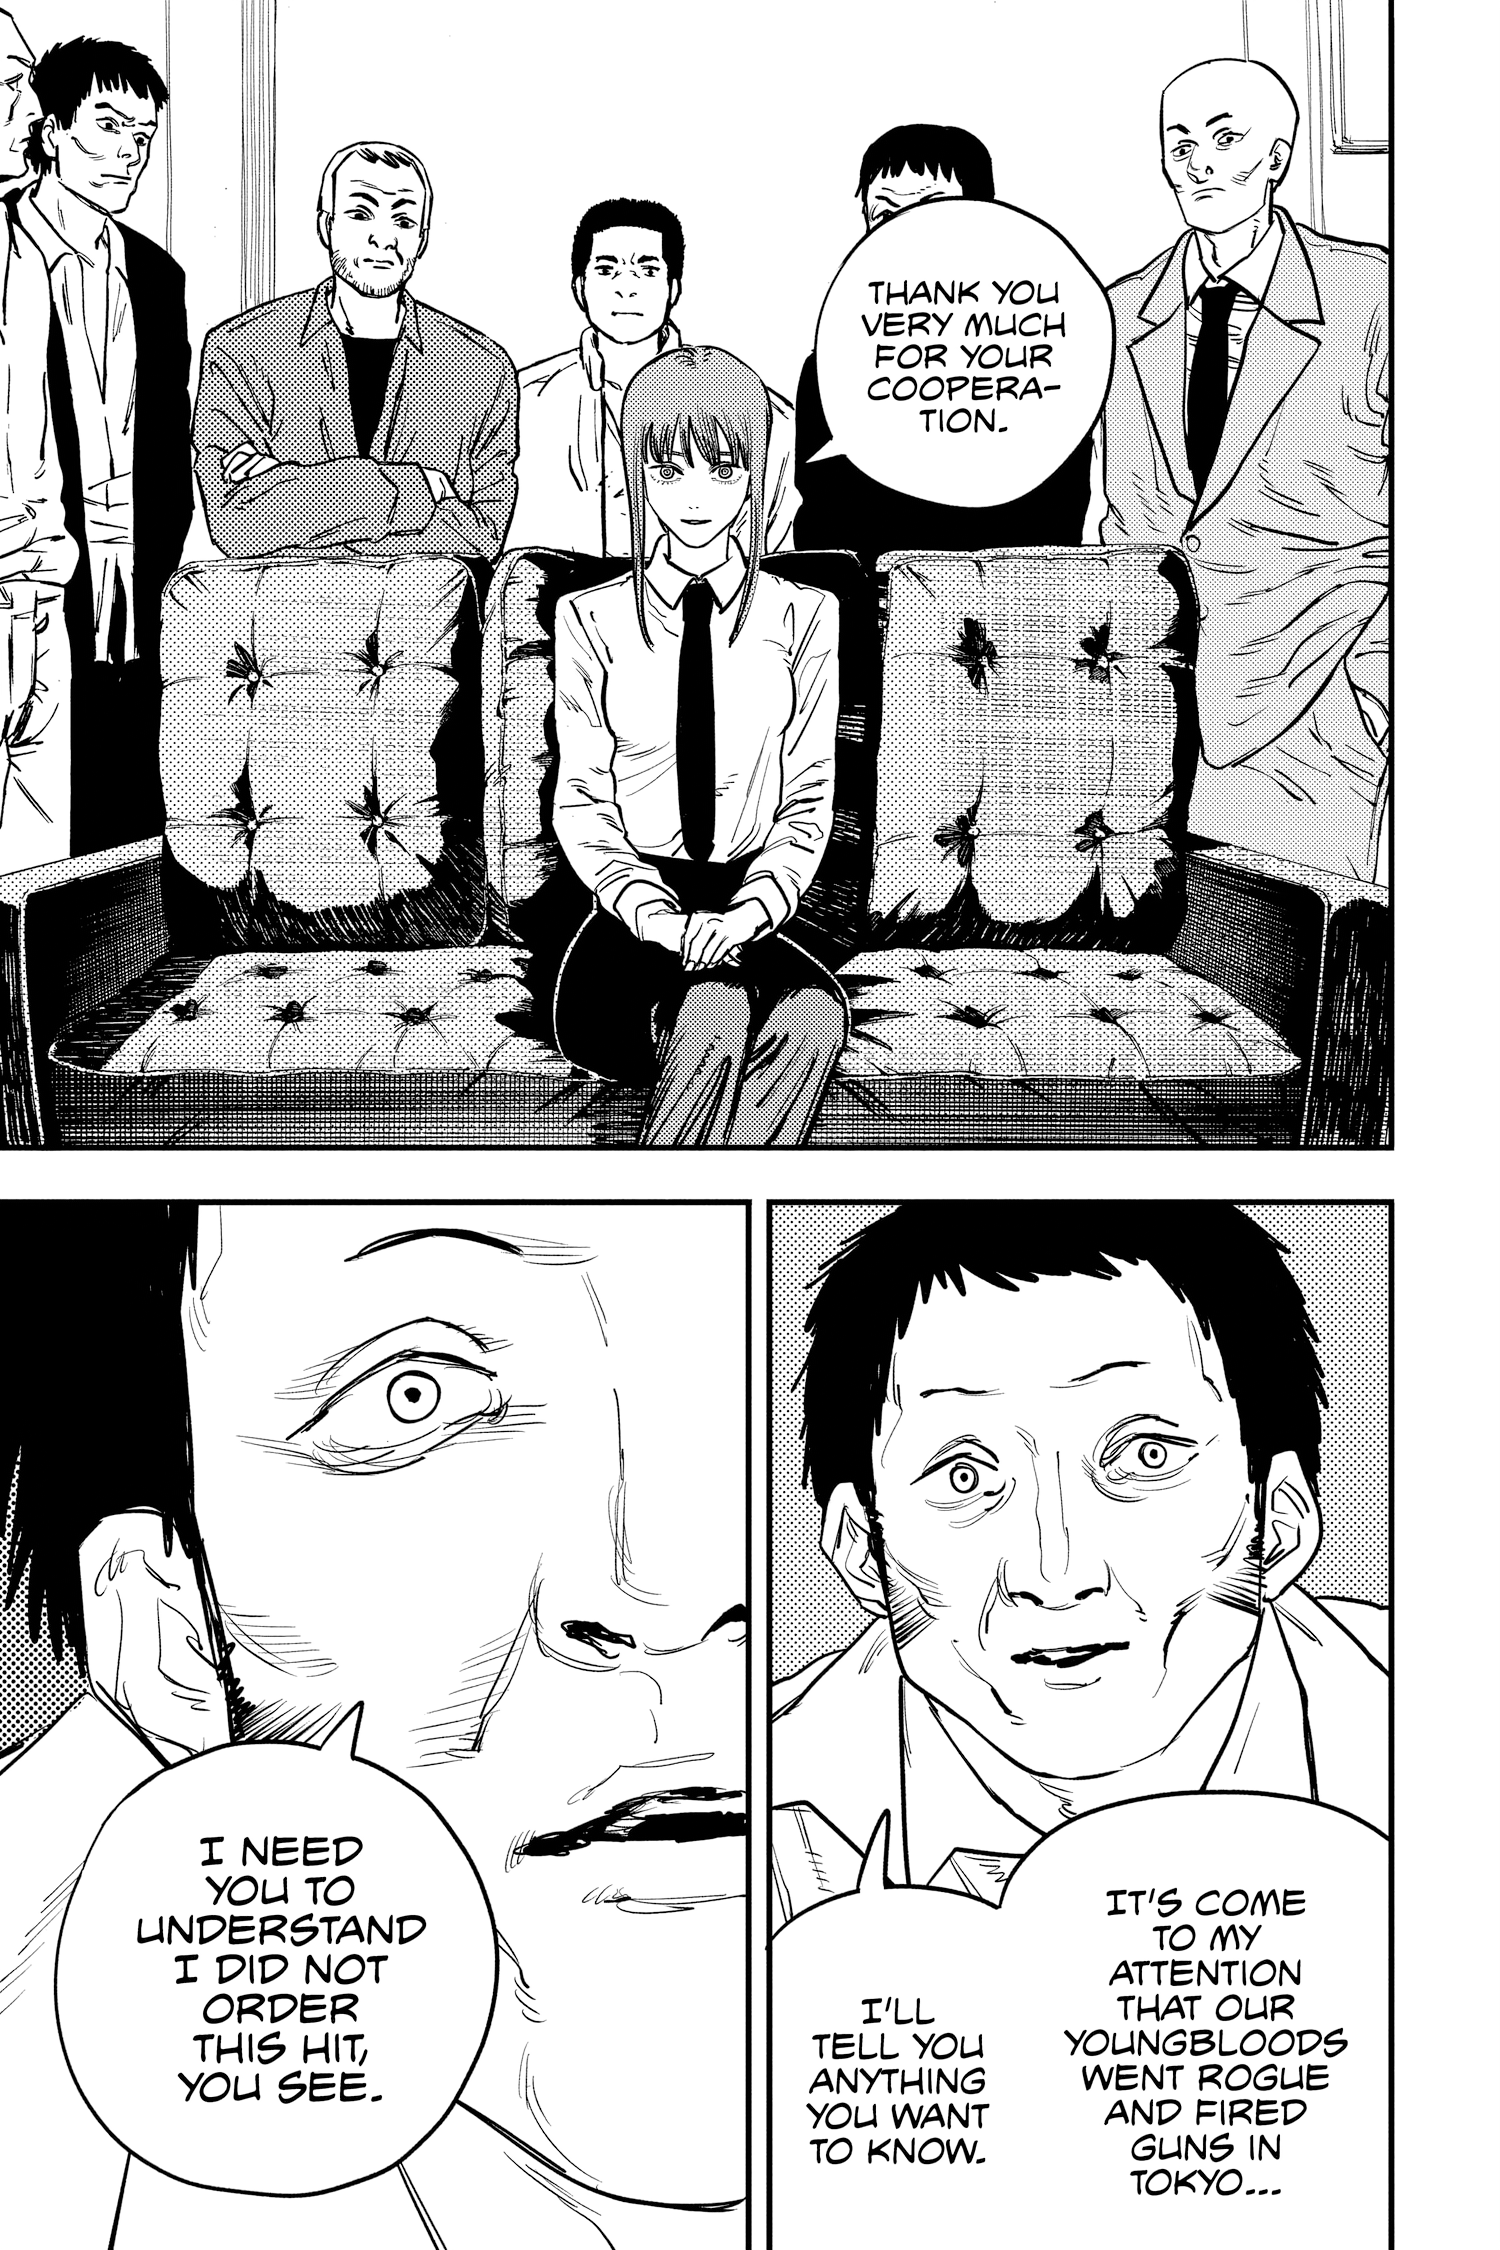 THANK YOU
VERY MUCH
FOR YOUR
COOPERA-
TION.
IT'S COME
TO MY
ATTENTION
THAT OUR
YOUNGBLOODS
WENT ROGUE
AND FIRED
GUNS IN
TOKYO...
I'LL
TELL YOU
ANYTHING
YOU WANT
TO KNOW.
I NEED
YOU TO
UNDERSTAND
I DID NOT
ORDER
THIS HIT,
YOU SEE.